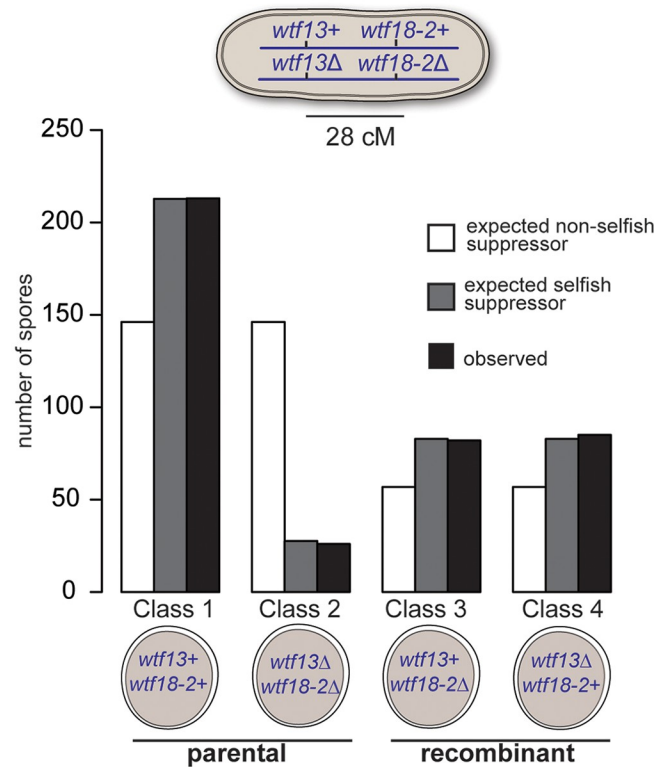 wtf13+ wtf18-2+
wtf13Δ wtf18-2Δ
28 cM
250
200
150
100
50
0
number of spores
expected non-selfish
suppressor
expected selfish
suppressor
observed
Class 1 Class 2 Class 3 Class 4
wtf13+ wtf13Δ wtf13+ wtf13Δ
wtf18-2+ wtf18-2Δ wtf18-2Δ wtf18-2+
parental recombinant